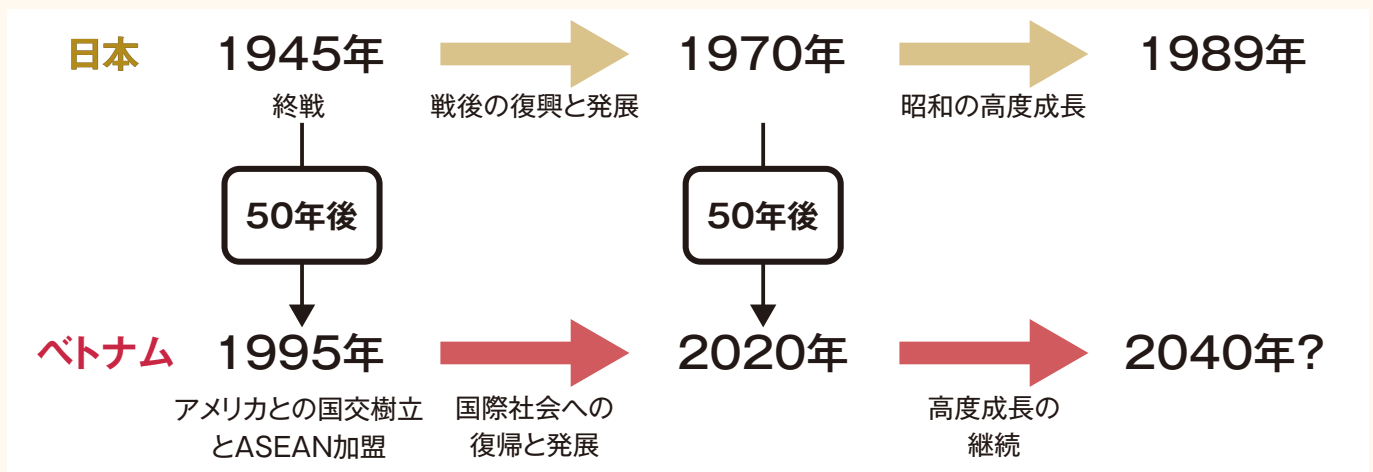 日本 1945年 1970年 1989年
終戦 戦後の復興と発展 昭和の高度成長
50年後 50年後
ベトナム 1995年 2020年 2040年?
アメリカとの国交樹立 国際社会への 高度成長の
とASEAN加盟 復帰と発展 継続